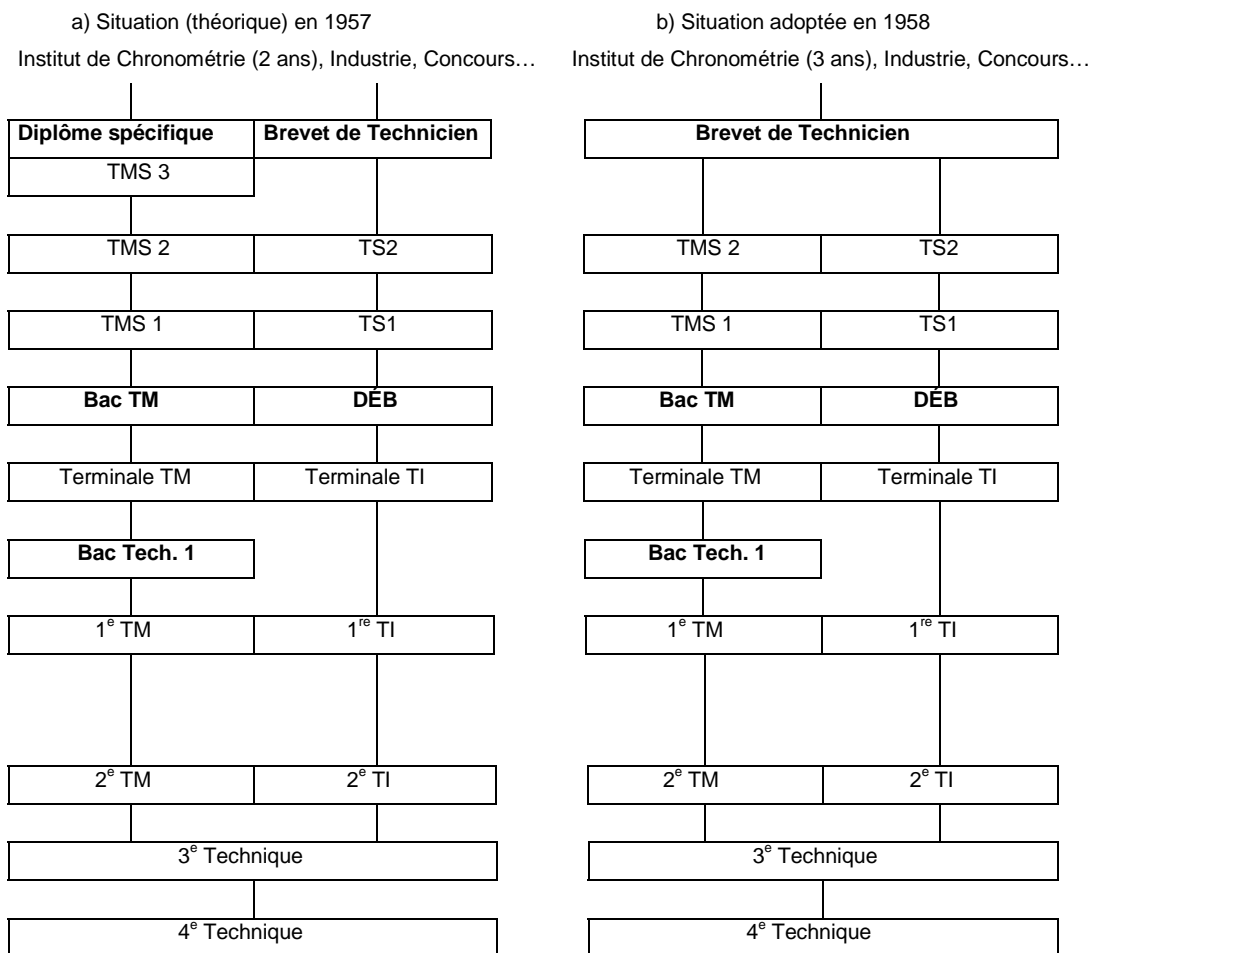 a) Situation (théorique) en 1957
Institut de Chronométrie (2 ans), Industrie, Concours…
Diplôme spécifique
Brevet de Technicien
TMS 3
TMS 2
TS2
TMS 1
TS1
Bac TM
DÉB
Terminale TM
Terminale TI
Bac Tech. 1
1e TM
1re TI
2e TM
2e TI
3e Technique
4e Technique
b) Situation adoptée en 1958
Institut de Chronométrie (3 ans), Industrie, Concours…
Brevet de Technicien
TMS 2
TS2
TMS 1
TS1
Bac TM
DÉB
Terminale TM
Terminale TI
Bac Tech. 1
1e TM
1re TI
2e TM
2e TI
3e Technique
4e Technique